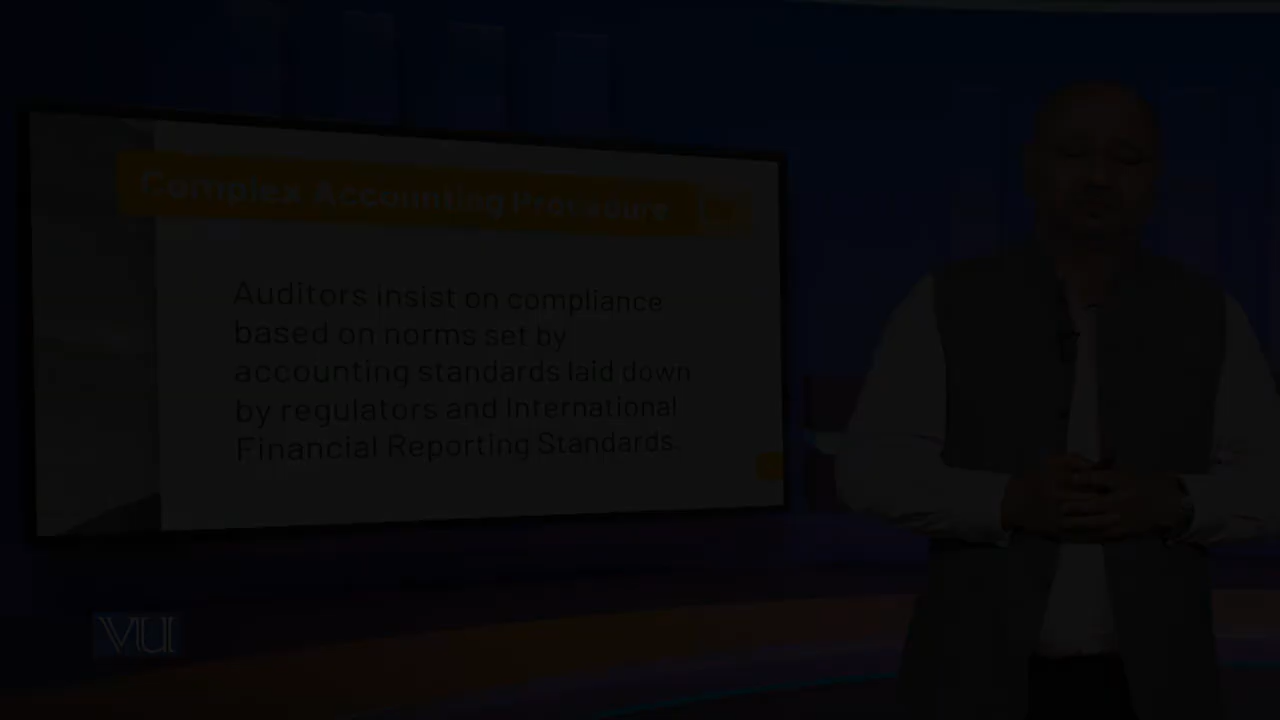 Complex Accounting Procedure
Auditors insist on compliance
based on norms set by
accounting standards laid down
by regulators and International
Financial Reporting Standards.
VU